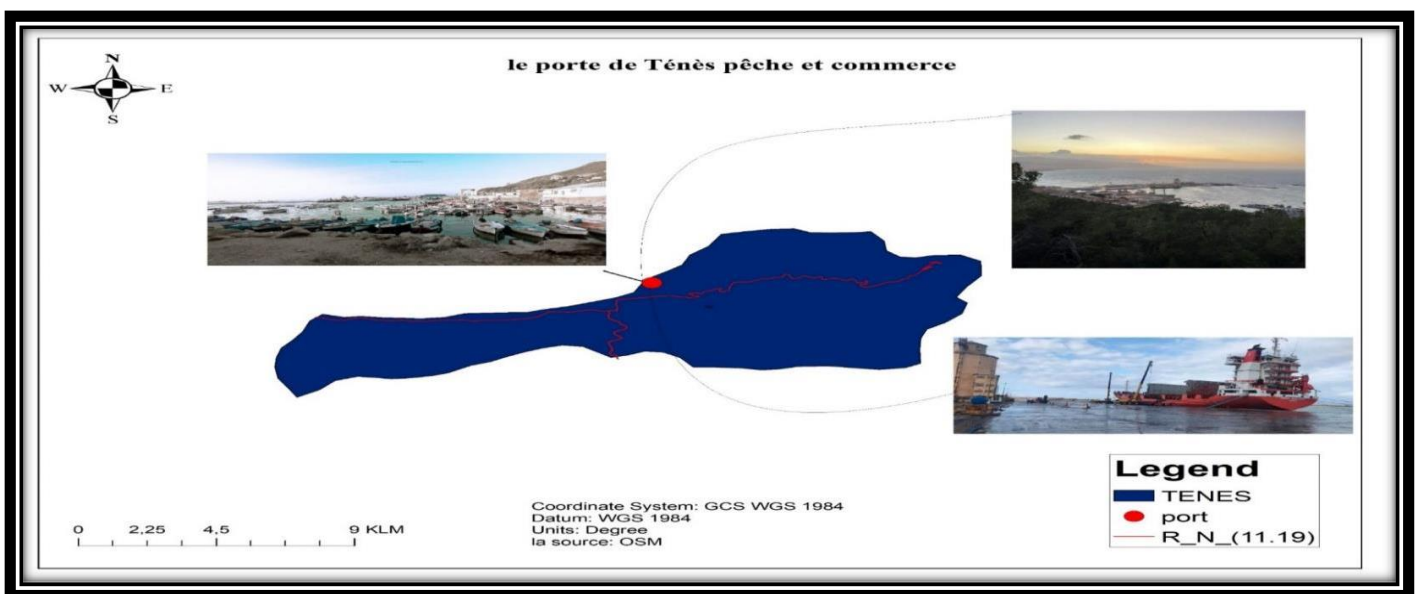 le porte de Ténès pêche et commerce
N
W E
S
0 2,25 4,5 9 KLM
Coordinate System: GCS WGS 1984
Datum: WGS 1984
Units: Degree
la source: OSM
Legend
TENES
port
R_N_(11.19)